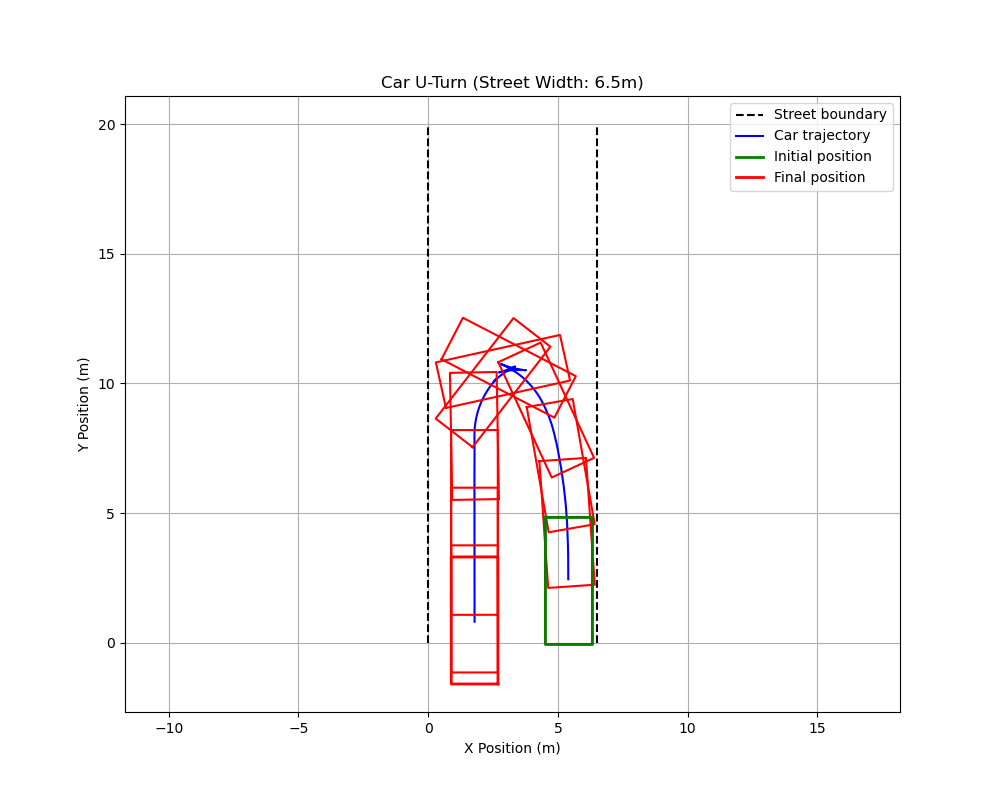 Car U-Turn (Street Width: 6.5m)
Street boundary
Car trajectory
Initial position
Final position
20
15
10
5
0
Y Position (m)
−10
−5
0
5
10
15
X Position (m)